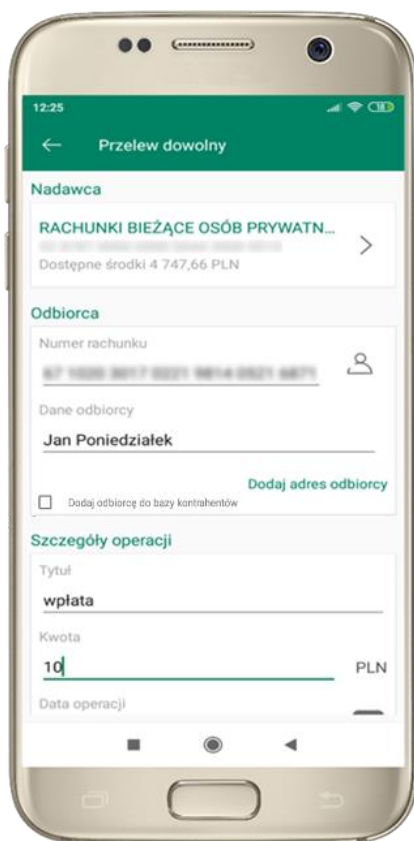 12:25
Przelew dowolny
Nadawca
RACHUNKI BIEŻĄCE OSÓB PRYWATN...
Dostępne środki 4 747,66 PLN
Odbiorca
Numer rachunku
Dane odbiorcy
Jan Poniedziałek
Dodaj adres odbiorcy
Dodaj odbiorcę do bazy kontrahentów
Szczegóły operacji
Tytuł
wpłata
Kwota
10 PLN
Data operacji